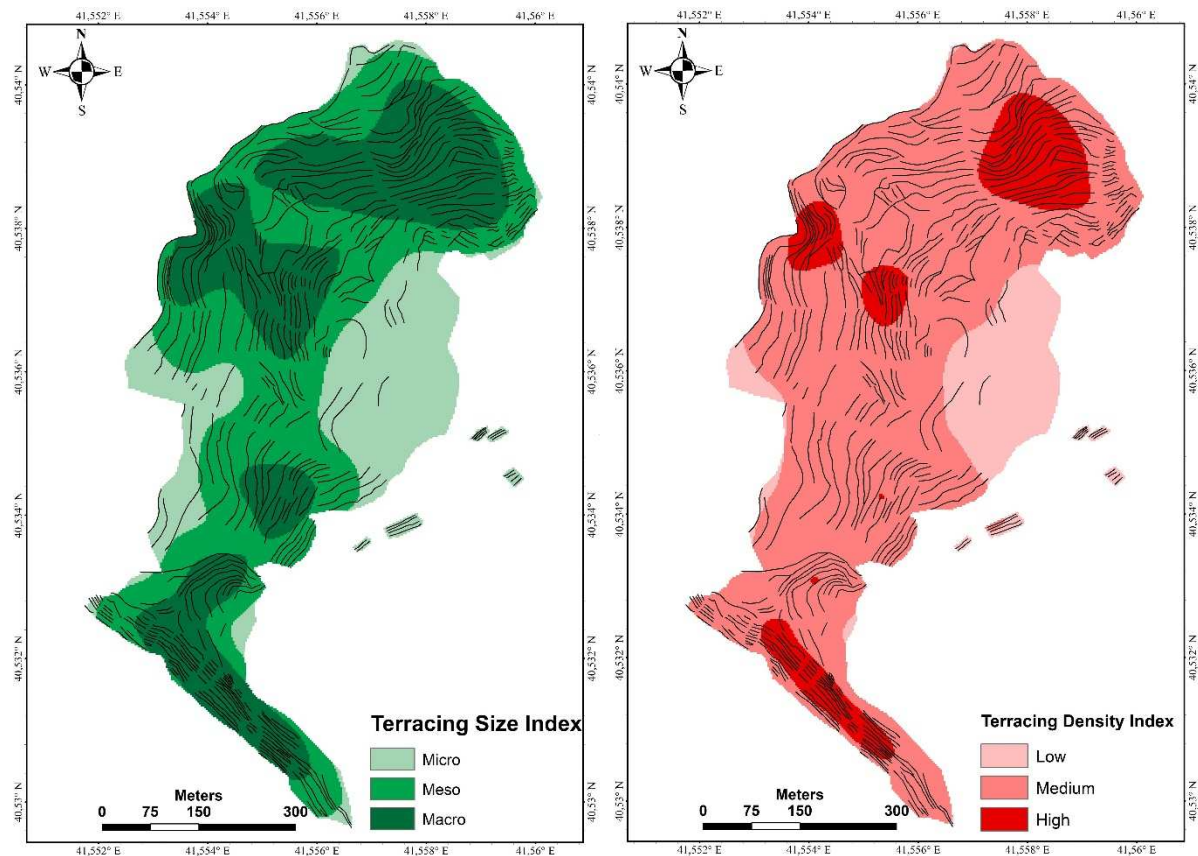 41,552° E 41,554° E 41,556° E 41,558° E 41,56° E
N
W E
S
40,54° N 40,54° N
40,538° N 40,538° N
40,536° N 40,536° N
40,534° N 40,534° N
40,532° N 40,532° N
40,53° N 40,53° N
Terracing Size Index
Micro
Meso
Macro
Meters
0 75 150 300
41,552° E 41,554° E 41,556° E 41,558° E 41,56° E
41,552° E 41,554° E 41,556° E 41,558° E 41,56° E
N
W E
S
40,54° N 40,54° N
40,538° N 40,538° N
40,536° N 40,536° N
40,534° N 40,534° N
40,532° N 40,532° N
40,53° N 40,53° N
Terracing Density Index
Low
Medium
High
Meters
0 75 150 300
41,552° E 41,554° E 41,556° E 41,558° E 41,56° E